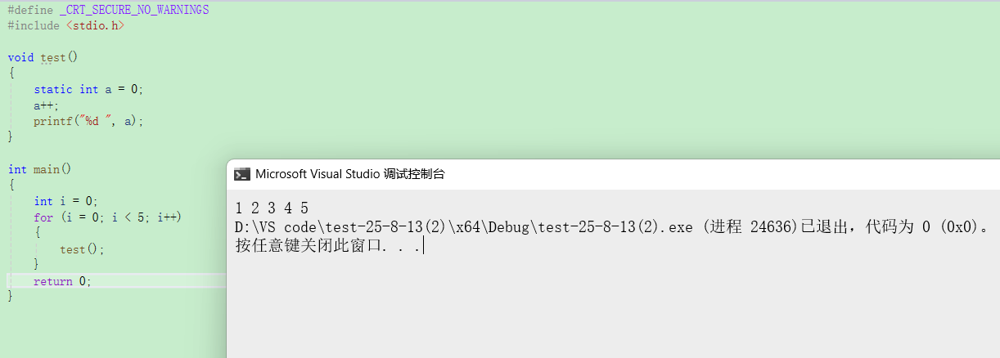 #define _CRT_SECURE_NO_WARNINGS
#include <stdio.h>
void test()
{
static int a = 0;
a++;
printf("%d ", a);
}
int main()
{
int i = 0;
for (i = 0; i < 5; i++)
{
test();
}
return 0;
}
Microsoft Visual Studio 调试控制台
1 2 3 4 5
D:\VS code\test-25-8-13(2)\x64\Debug\test-25-8-13(2).exe (进程 24636)已退出，代码为 0 (0x0)。
按任意键关闭此窗口. . .